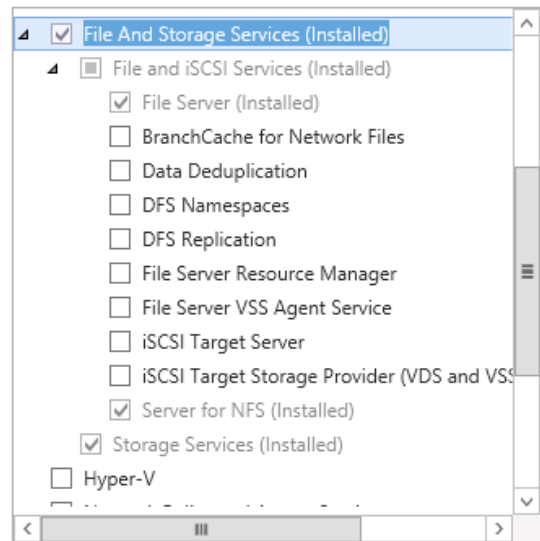 File And Storage Services (Installed)
File and iSCSI Services (Installed)
File Server (Installed)
BranchCache for Network Files
Data Deduplication
DFS Namespaces
DFS Replication
File Server Resource Manager
File Server VSS Agent Service
iSCSI Target Server
iSCSI Target Storage Provider (VDS and VSS
Server for NFS (Installed)
Storage Services (Installed)
Hyper-V